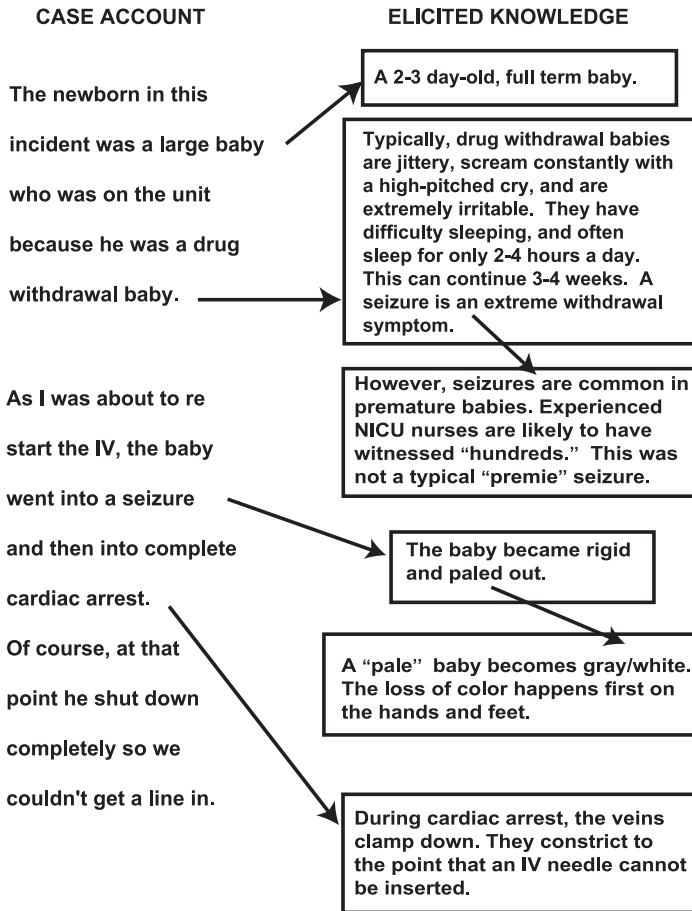 CASE ACCOUNT
The newborn in this
incident was a large baby
who was on the unit
because he was a drug
withdrawal baby.
As I was about to re
start the IV, the baby
went into a seizure
and then into complete
cardiac arrest.
Of course, at that
point he shut down
completely so we
couldn't get a line in.
ELICITED KNOWLEDGE
A 2-3 day-old, full term baby.
Typically, drug withdrawal babies
are jittery, scream constantly with
a high-pitched cry, and are
extremely irritable. They have
difficulty sleeping, and often
sleep for only 2-4 hours a day.
This can continue 3-4 weeks. A
seizure is an extreme withdrawal
symptom.
However, seizures are common in
premature babies. Experienced
NICU nurses are likely to have
witnessed “hundreds.” This was
not a typical “premie” seizure.
The baby became rigid
and paled out.
A “pale” baby becomes gray/white.
The loss of color happens first on
the hands and feet.
During cardiac arrest, the veins
clamp down. They constrict to
the point that an IV needle cannot
be inserted.